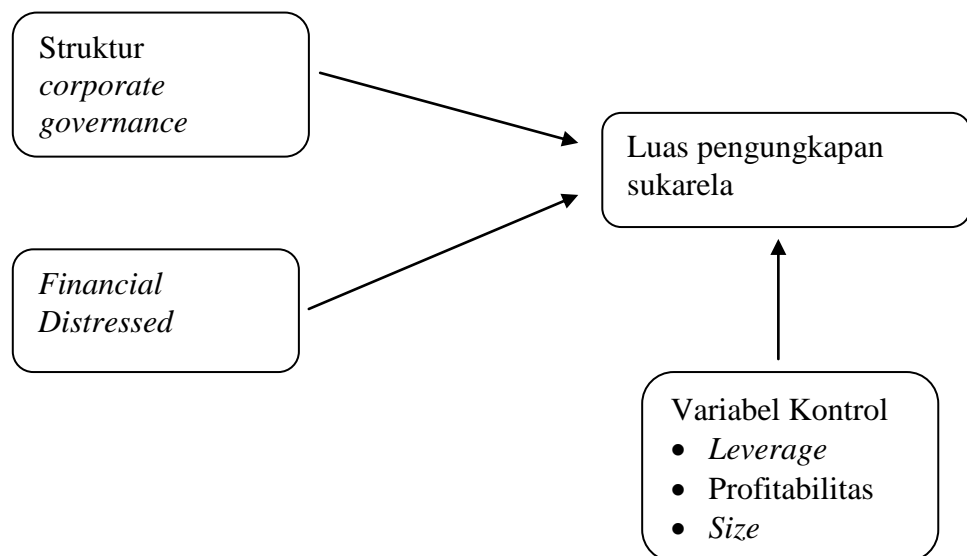 Struktur
corporate
governance
Luas pengungkapan
sukarela
Financial
Distressed
Variabel Kontrol
• Leverage
• Profitabilitas
• Size